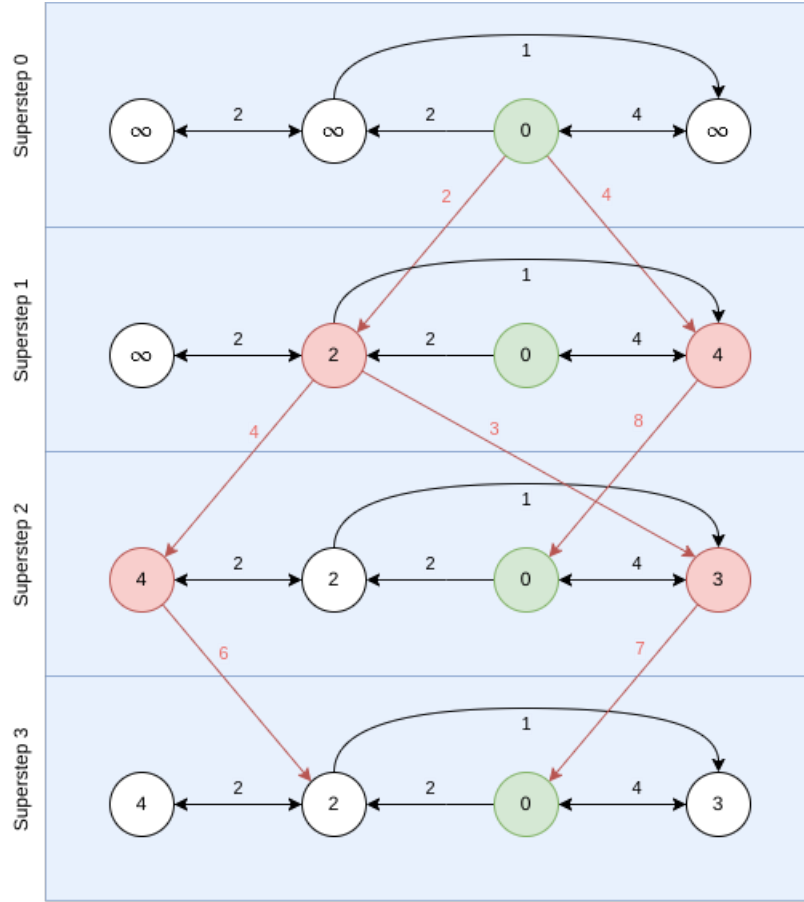 Superstep 0
1
∞ 2 ∞ 2 0 4 ∞
2 4
Superstep 1
1
∞ 2 2 2 0 4 4
4 3 8
Superstep 2
1
4 2 2 2 0 4 3
6 7
Superstep 3
1
4 2 2 2 0 4 3